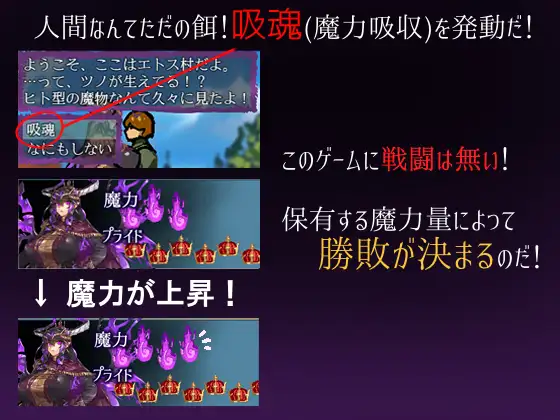 人間なんてただの餌!吸魂(魔力吸収)を発動だ!
ようこそ、ここはエトス村だよ。
…って、ツノが生えてる!?
ヒト型の魔物なんて久々に見たよ!
吸魂
なにもしない
このゲームに戦闘は無い!
魔力
プライド
保有する魔力量によって
勝敗が決まるのだ!
↓ 魔力が上昇!
魔力
プライド